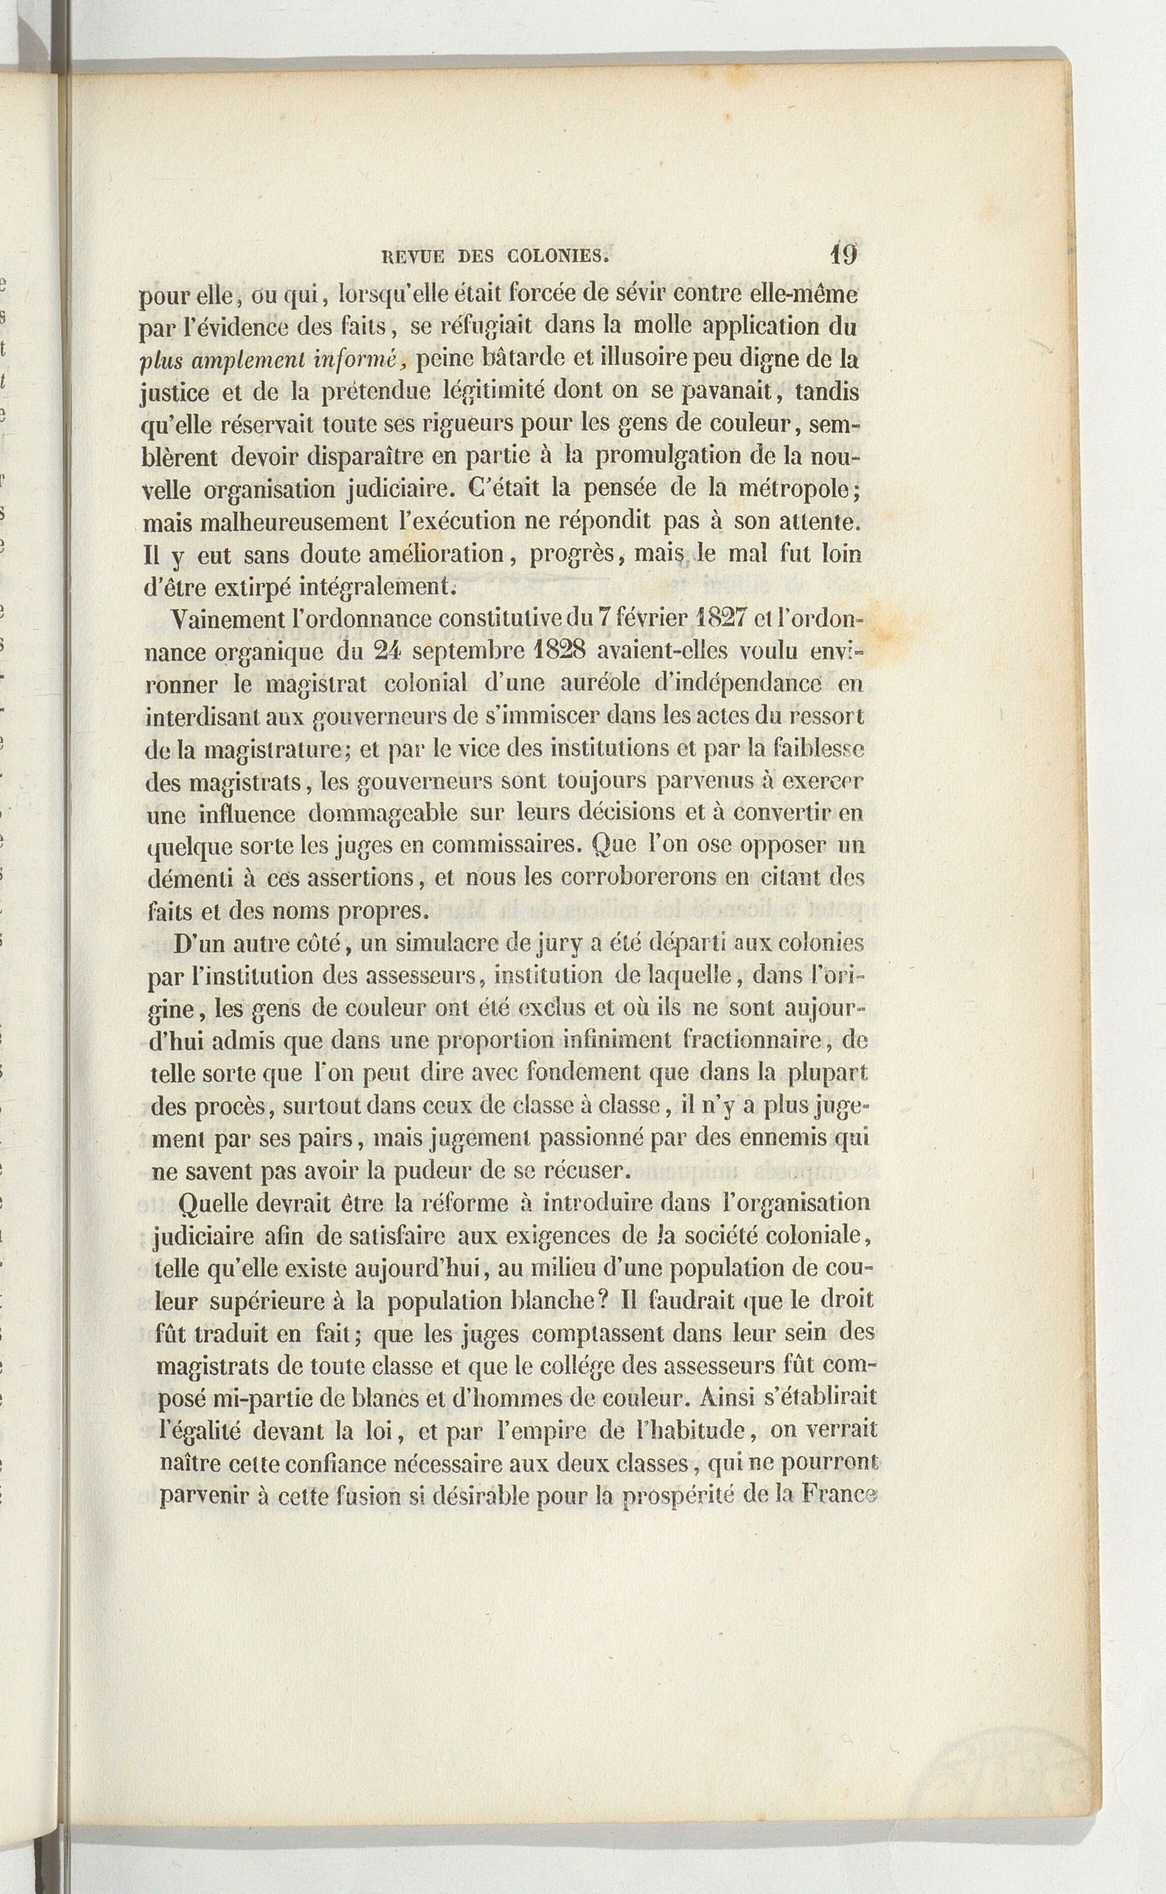 REVUE DES COLONIES. 19
pour elle, ou qui, lorsqu'elle était forcée de sévir contre elle-même
par l'évidence des faits, se réfugiait dans la molle application du
plus amplement informé, peine bâtarde et illusoire peu digne de la
justice et de la prétendue légitimité dont on se pavanait, tandis
qu'elle réservait toute ses rigueurs pour les gens de couleur, sem-
blèrent devoir disparaître en partie à la promulgation de la nou-
velle organisation judiciaire. C'était la pensée de la métropole;
mais malheureusement l'exécution ne répondit pas à son attente.
Il y eut sans doute amélioration, progrès, mais le mal fut loin
d'être extirpé intégralement.
Vainement l'ordonnance constitutive du 7 février 1827 et l'ordon-
nance organique du 24 septembre 1828 avaient-elles voulu envi-
ronner le magistrat colonial d'une auréole d'indépendance en
interdisant aux gouverneurs de s'immiscer dans les actes du ressort
de la magistrature; et par le vice des institutions et par la faiblesse
des magistrats, les gouverneurs sont toujours parvenus à exercer
une influence dommageable sur leurs décisions et à convertir en
quelque sorte les juges en commissaires. Que l'on ose opposer un
démenti à ces assertions, et nous les corroborerons en citant des
faits et des noms propres.
D'un autre côté, un simulacre de jury a été départi aux colonies
par l'institution des assesseurs, institution de laquelle, dans l'ori-
gine, les gens de couleur ont été exclus et où ils ne sont aujour-
d'hui admis que dans une proportion infiniment fractionnaire, de
telle sorte que l'on peut dire avec fondement que dans la plupart
des procès, surtout dans ceux de classe à classe, il n'y a plus juge-
ment par ses pairs, mais jugement passionné par des ennemis qui
ne savent pas avoir la pudeur de se récuser.
Quelle devrait être la réforme à introduire dans l'organisation
judiciaire afin de satisfaire aux exigences de la société coloniale,
telle qu'elle existe aujourd'hui, au milieu d'une population de cou-
leur supérieure à la population blanche? Il faudrait que le droit
fût traduit en fait; que les juges comptassent dans leur sein des
magistrats de toute classe et que le collége des assesseurs fût com-
posé mi-partie de blancs et d'hommes de couleur. Ainsi s'établirait
l'égalité devant la loi, et par l'empire de l'habitude, on verrait
naître cette confiance nécessaire aux deux classes, qui ne pourront
parvenir à cette fusion si désirable pour la prospérité de la France